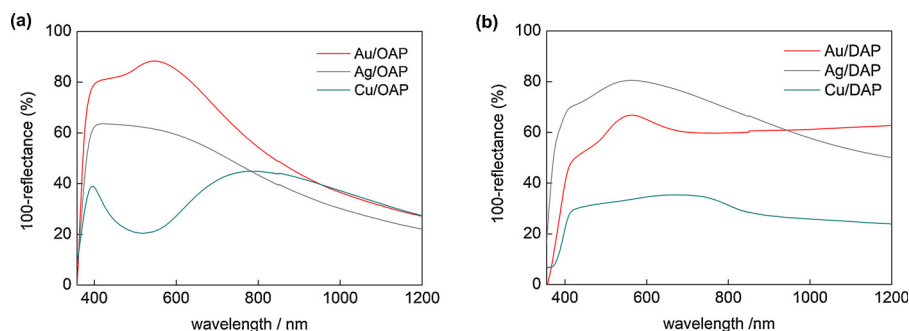 (a)
100
80
60
40
20
0
100-reflectance (%)
Au/OAP
Ag/OAP
Cu/OAP
400 600 800 1000 1200
wavelength / nm
(b)
100
80
60
40
20
0
100-reflectance (%)
Au/DAP
Ag/DAP
Cu/DAP
400 600 800 1000 1200
wavelength /nm